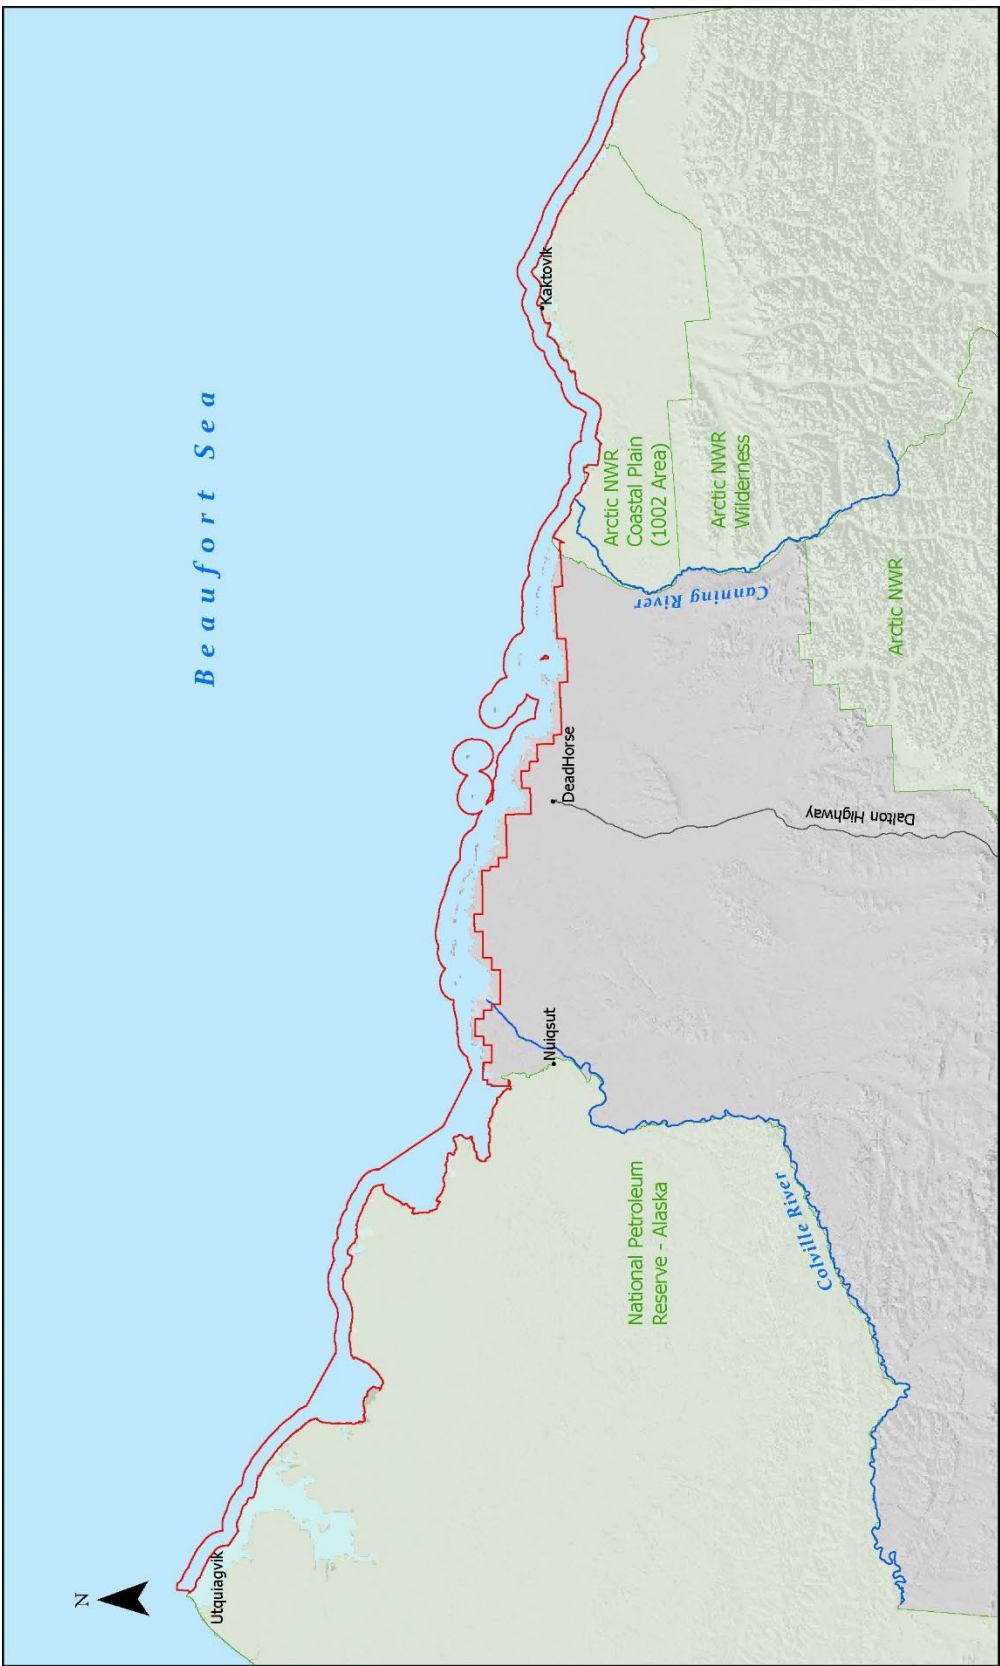 N
Utquiagvik
Beaufort Sea
Kaktovik
Nuiqsut
DeadHorse
National Petroleum
Reserve - Alaska
Colville River
Dalton Highway
Canning River
Arctic NWR
Coastal Plain
(1002 Area)
Arctic NWR
Wilderness
Arctic NWR